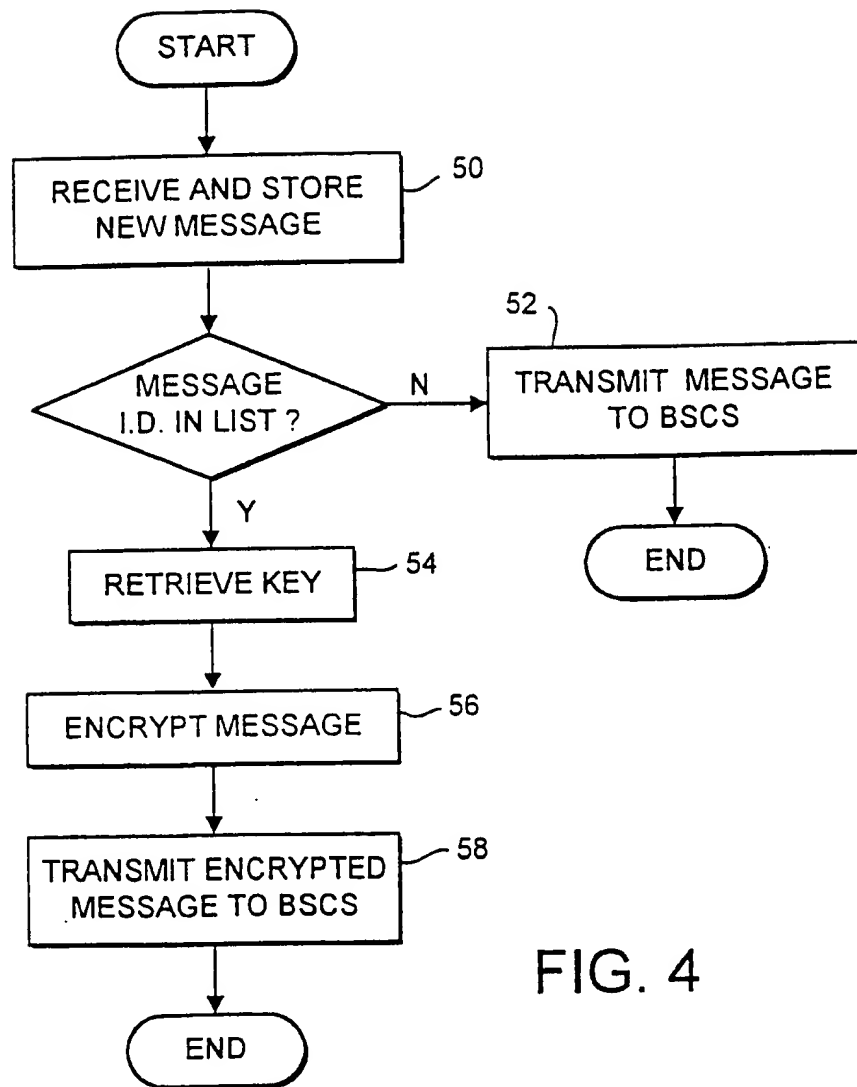 START
RECEIVE AND STORE
NEW MESSAGE
50
MESSAGE
I.D. IN LIST ?
N
52
TRANSMIT MESSAGE
TO BSCS
END
Y
RETRIEVE KEY
54
ENCRYPT MESSAGE
56
TRANSMIT ENCRYPTED
MESSAGE TO BSCS
58
END
FIG. 4